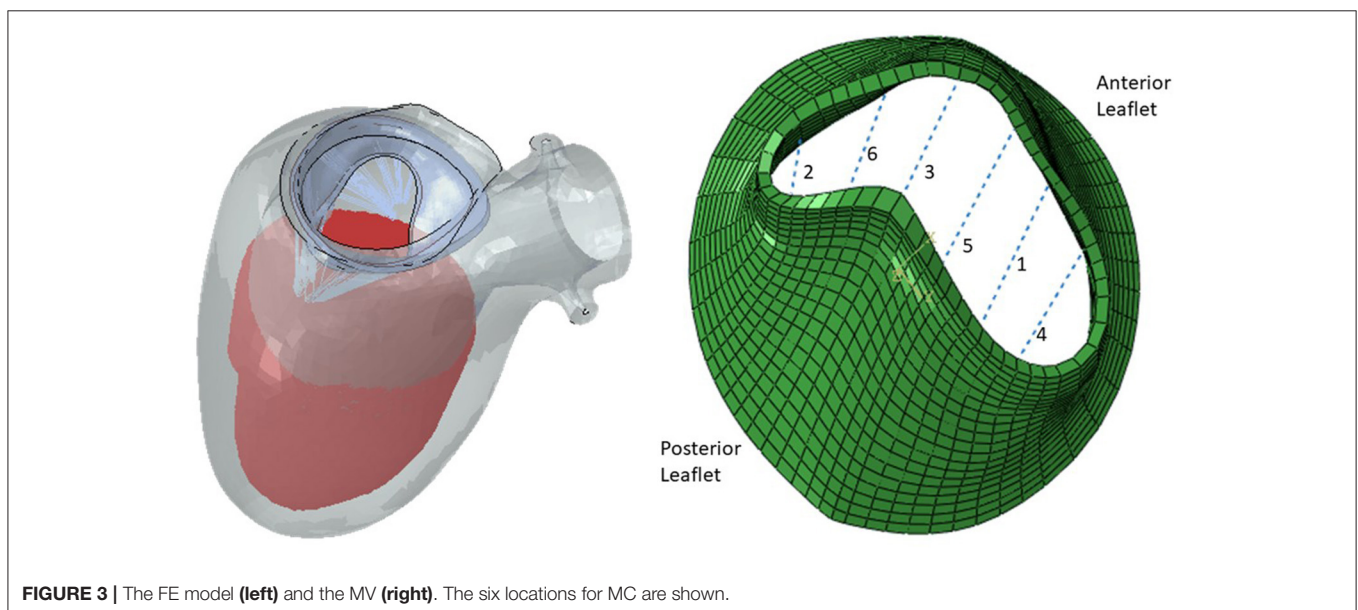 Anterior
Leaflet
2
6
3
5
1
4
Posterior
Leaflet
FIGURE 3 | The FE model (left) and the MV (right). The six locations for MC are shown.